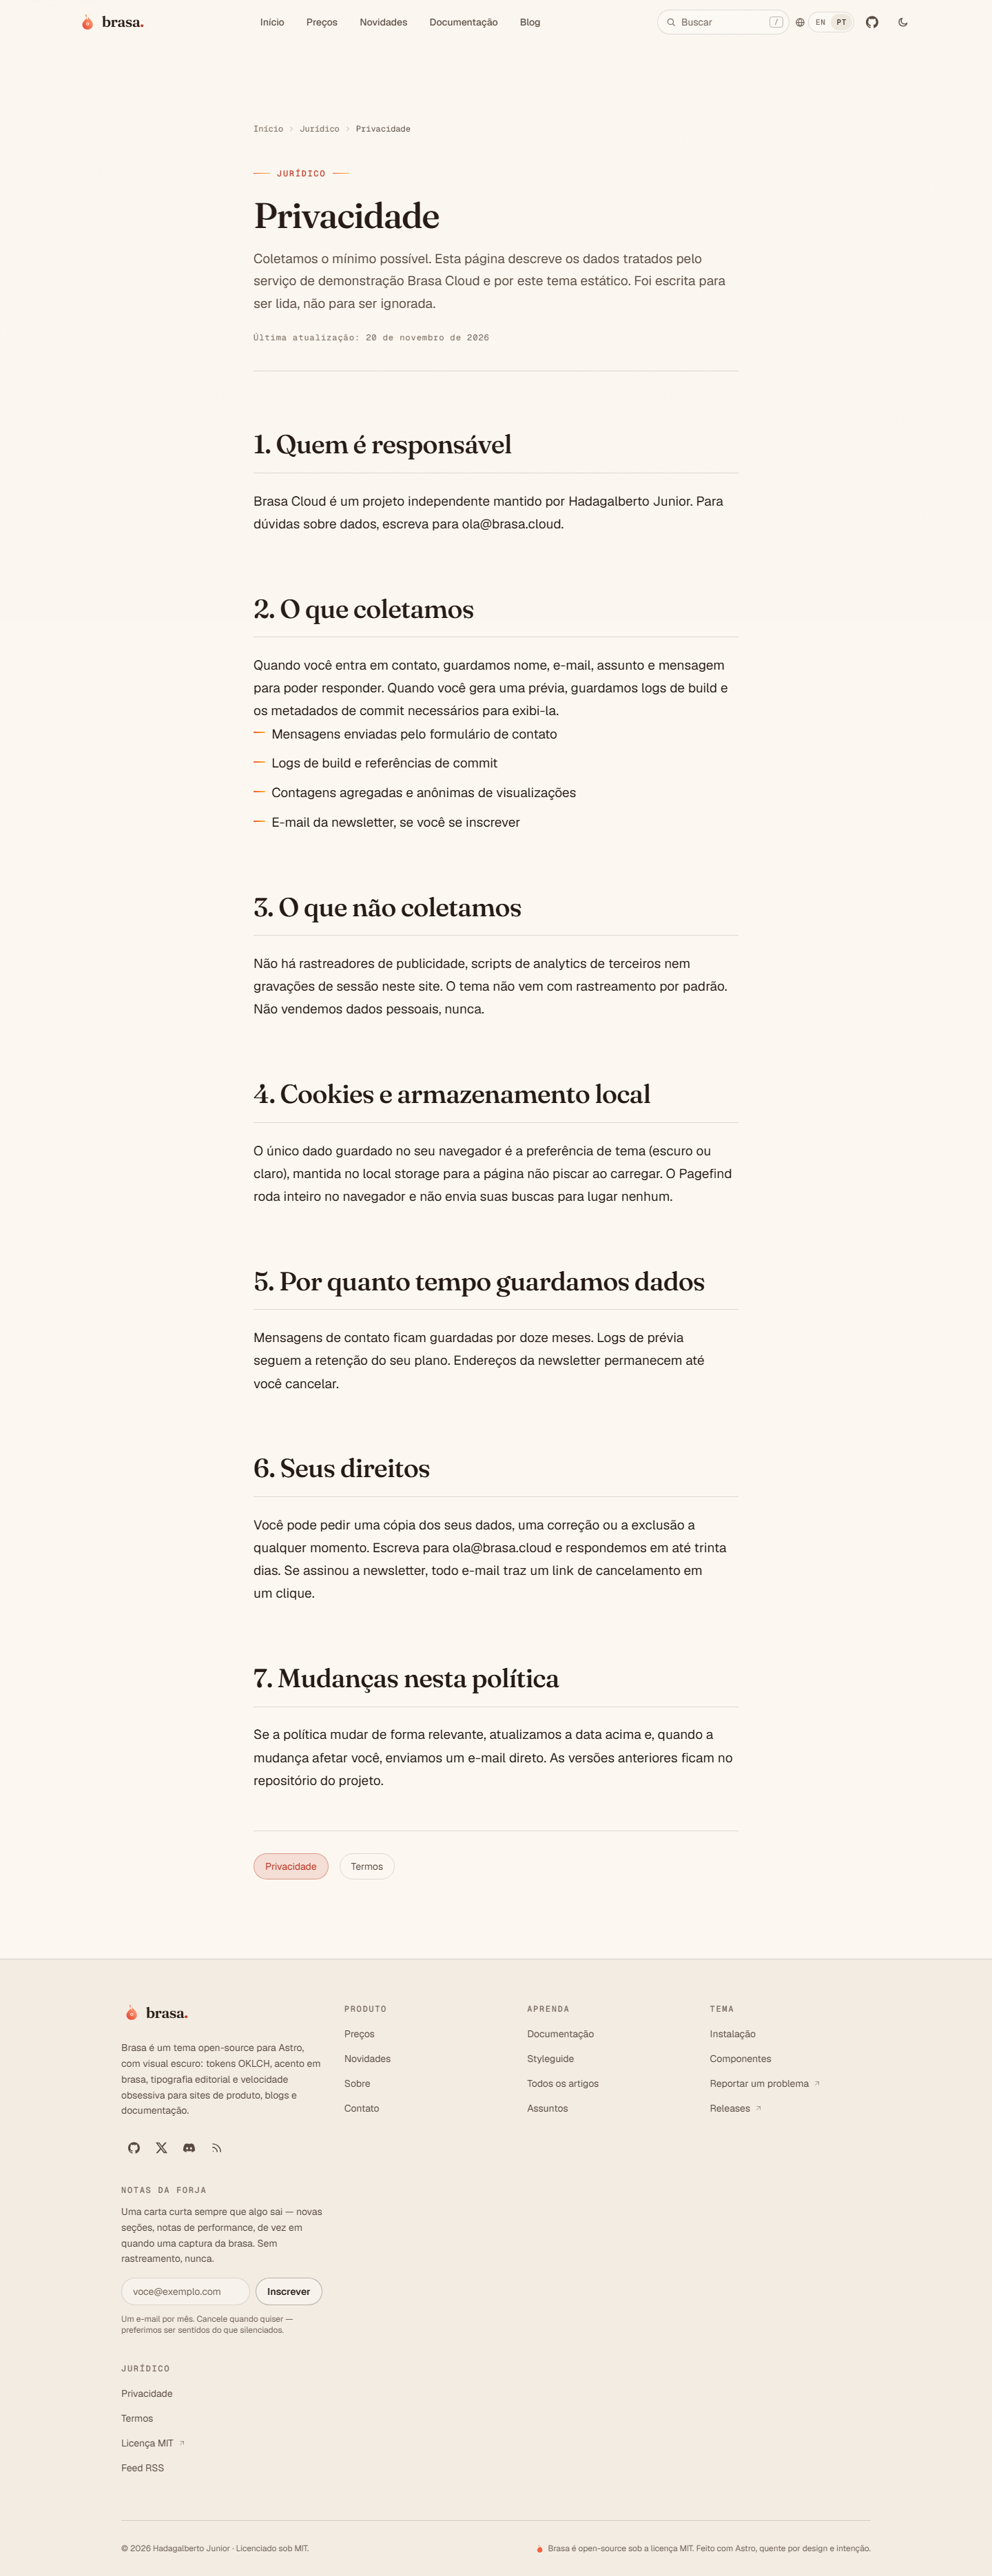 brasa.
Início
Preços
Novidades
Documentação
Blog
Buscar
/
EN
PT
Início
Jurídico
Privacidade
JURÍDICO
Privacidade
Coletamos o mínimo possível. Esta página descreve os dados tratados pelo
serviço de demonstração Brasa Cloud e por este tema estático. Foi escrita para
ser lida, não para ser ignorada.
Última atualização: 20 de novembro de 2026
1. Quem é responsável
Brasa Cloud é um projeto independente mantido por Hadagalberto Junior. Para
dúvidas sobre dados, escreva para ola@brasa.cloud.
2. O que coletamos
Quando você entra em contato, guardamos nome, e-mail, assunto e mensagem
para poder responder. Quando você gera uma prévia, guardamos logs de build e
os metadados de commit necessários para exibi-la.
Mensagens enviadas pelo formulário de contato
Logs de build e referências de commit
Contagens agregadas e anônimas de visualizações
E-mail da newsletter, se você se inscrever
3. O que não coletamos
Não há rastreadores de publicidade, scripts de analytics de terceiros nem
gravações de sessão neste site. O tema não vem com rastreamento por padrão.
Não vendemos dados pessoais, nunca.
4. Cookies e armazenamento local
O único dado guardado no seu navegador é a preferência de tema (escuro ou
claro), mantida no local storage para a página não piscar ao carregar. O Pagefind
roda inteiro no navegador e não envia suas buscas para lugar nenhum.
5. Por quanto tempo guardamos dados
Mensagens de contato ficam guardadas por doze meses. Logs de prévia
seguem a retenção do seu plano. Endereços da newsletter permanecem até
você cancelar.
6. Seus direitos
Você pode pedir uma cópia dos seus dados, uma correção ou a exclusão a
qualquer momento. Escreva para ola@brasa.cloud e respondemos em até trinta
dias. Se assinou a newsletter, todo e-mail traz um link de cancelamento em
um clique.
7. Mudanças nesta política
Se a política mudar de forma relevante, atualizamos a data acima e, quando a
mudança afetar você, enviamos um e-mail direto. As versões anteriores ficam no
repositório do projeto.
Privacidade
Termos
brasa.
Brasa é um tema open-source para Astro,
com visual escuro: tokens OKLCH, acento em
brasa, tipografia editorial e velocidade
obsessiva para sites de produto, blogs e
documentação.
PRODUTO
Preços
Novidades
Sobre
Contato
APRENDA
Documentação
Styleguide
Todos os artigos
Assuntos
TEMA
Instalação
Componentes
Reportar um problema
Releases
NOTAS DA FORJA
Uma carta curta sempre que algo sai — novas
seções, notas de performance, de vez em
quando uma captura da brasa. Sem
rastreamento, nunca.
voce@exemplo.com
Inscrever
Um e-mail por mês. Cancele quando quiser —
preferimos ser sentidos do que silenciados.
JURÍDICO
Privacidade
Termos
Licença MIT
Feed RSS
© 2026 Hadagalberto Junior · Licenciado sob MIT.
Brasa é open-source sob a licença MIT. Feito com Astro, quente por design e intenção.